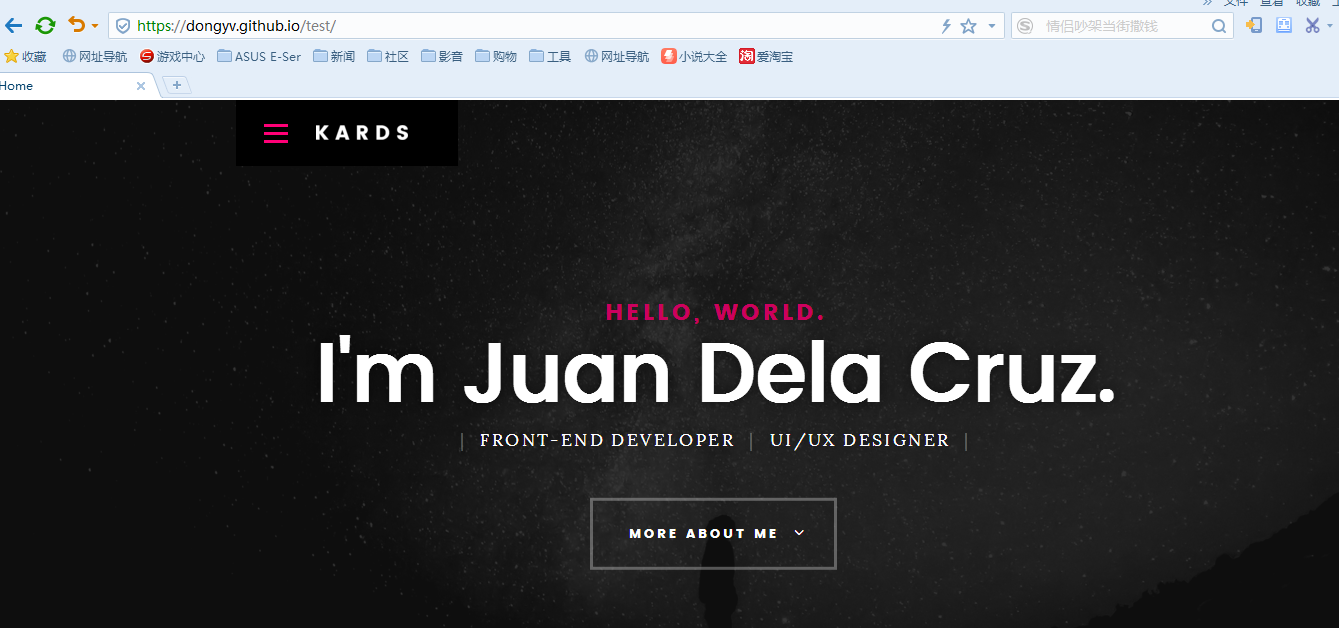 文件 查看 收藏
https://dongyv.github.io/test/
情侣吵架当街撒钱
收藏 网址导航 游戏中心 ASUS E-Ser 新闻 社区 影音 购物 工具 网址导航 小说大全 淘 爱淘宝
Home
KARDS
HELLO, WORLD.
I'm Juan Dela Cruz.
| FRONT-END DEVELOPER | UI/UX DESIGNER |
MORE ABOUT ME